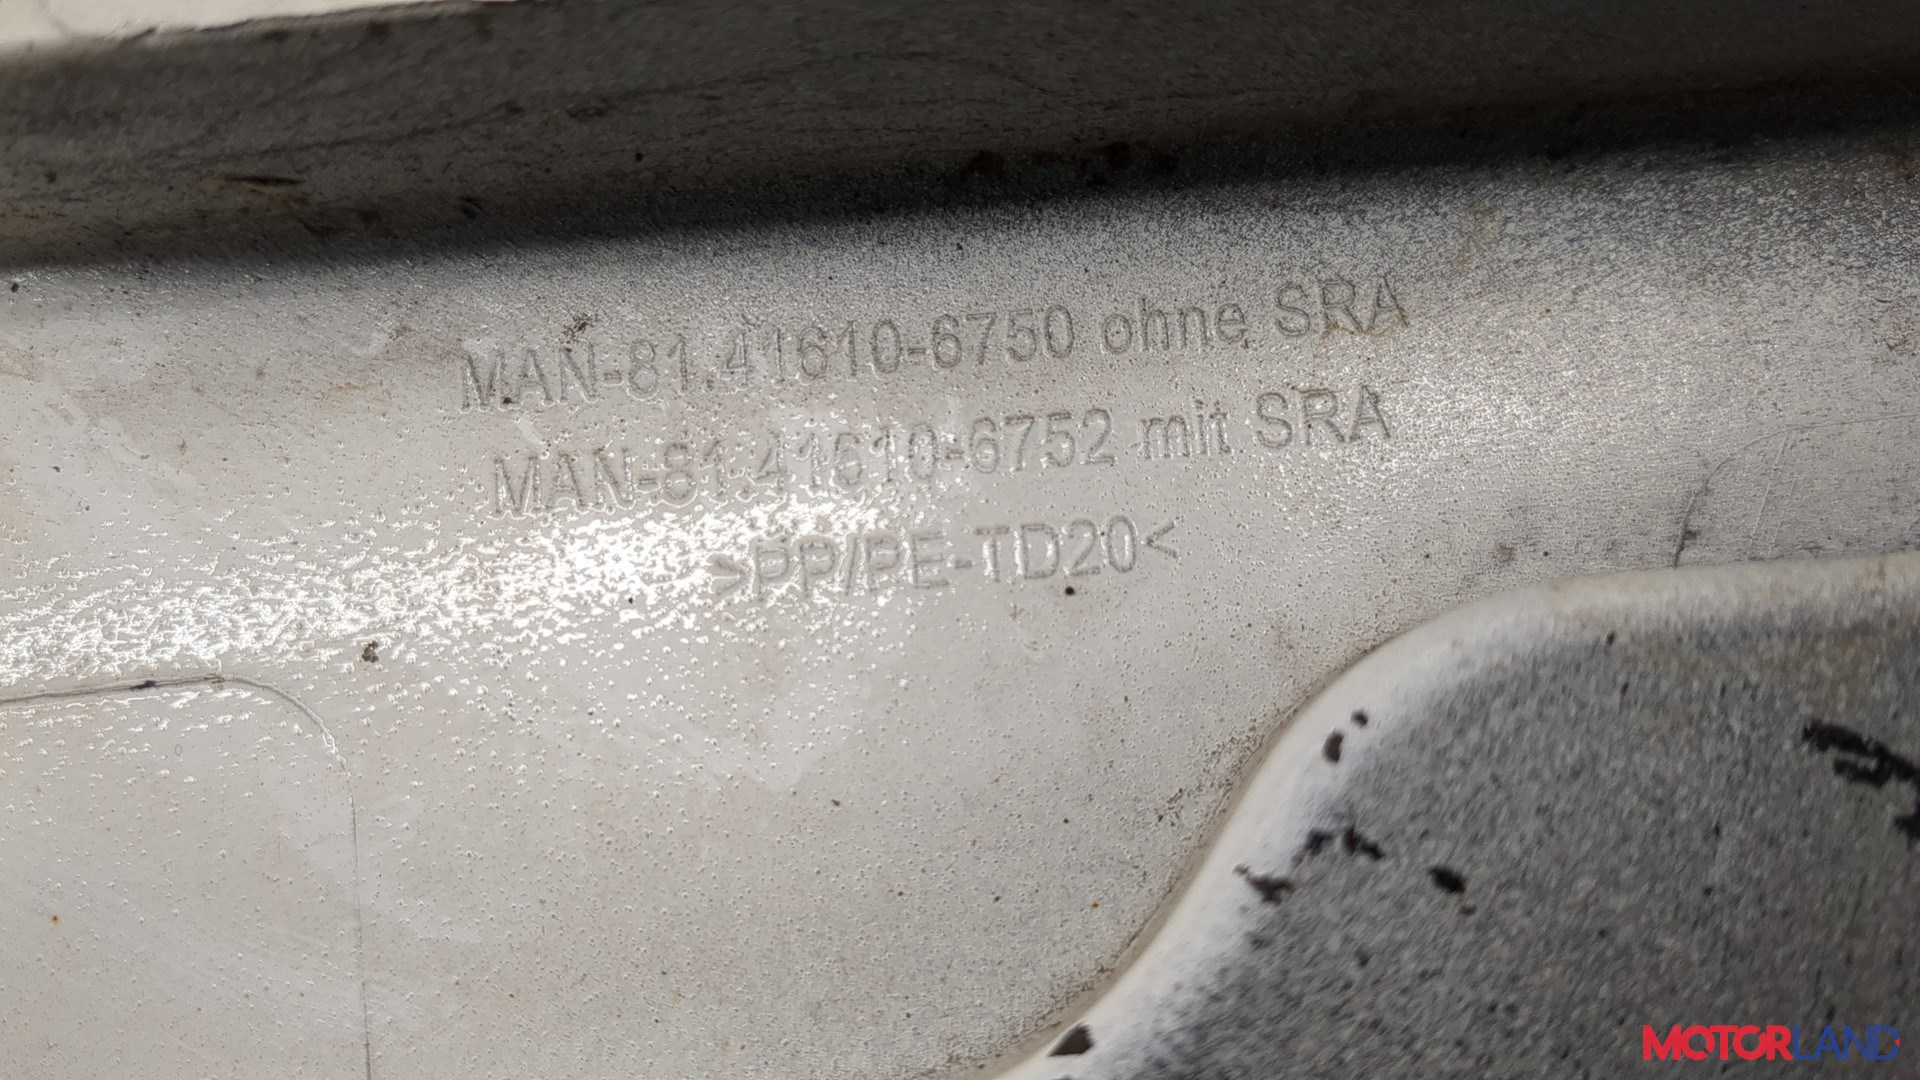 MAN-81.41610-6750 ohne SRA
MAN-81.41610-6752 mit SRA
>PP/PE-TD20<
MOTORLAND